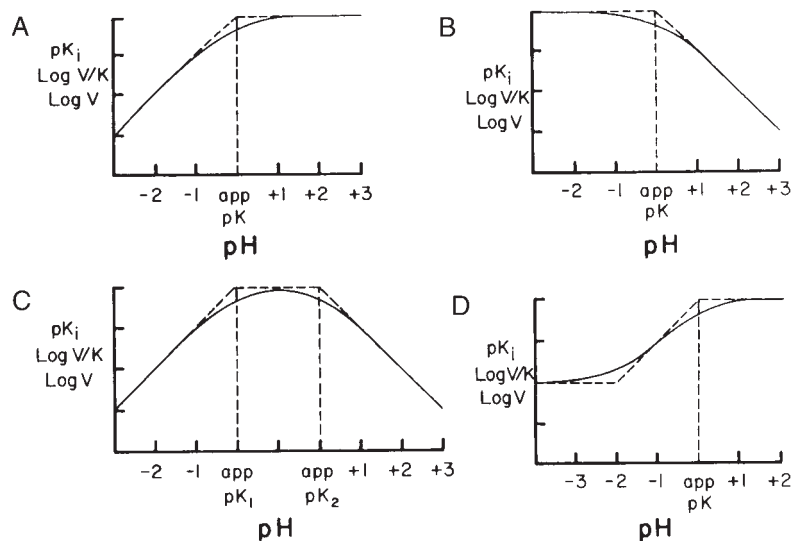 A
pKi
Log V/K
Log V
-2 -1 app +1 +2 +3
pK
pH
B
pKi
Log V/K
Log V
-2 -1 app +1 +2 +3
pK
pH
C
pKi
Log V/K
Log V
-2 -1 app app +1 +2 +3
pK1 pK2
pH
D
pKi
Log V/K
Log V
-3 -2 -1 app +1 +2
pK
pH